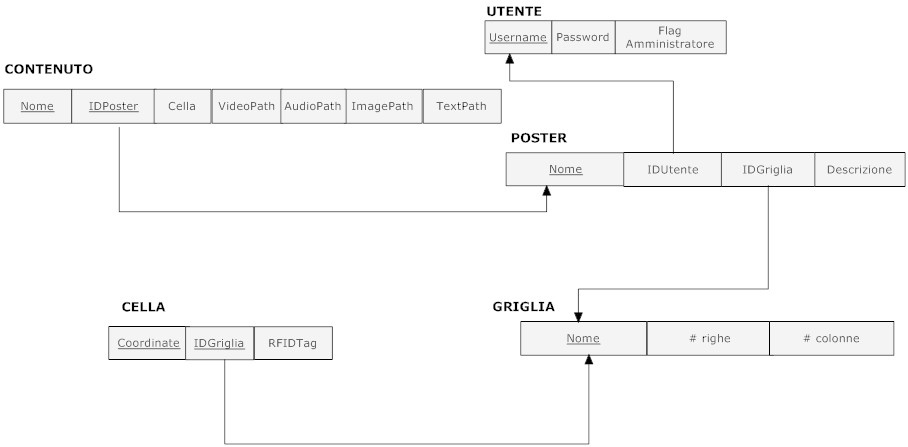 UTENTE
Username Password Flag Amministratore
CONTENUTO
Nome IDPoster Cella VideoPath AudioPath ImagePath TextPath
POSTER
Nome IDUtente IDGriglia Descrizione
CELLA
Coordinate IDGriglia RFIDTag
GRIGLIA
Nome # righe # colonne